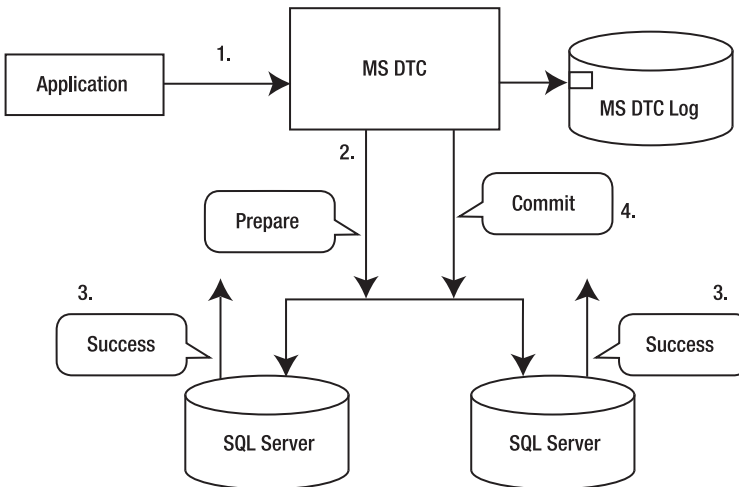 1.
Application
MS DTC
MS DTC Log
2.
Prepare
Commit
4.
3.
Success
3.
Success
SQL Server
SQL Server